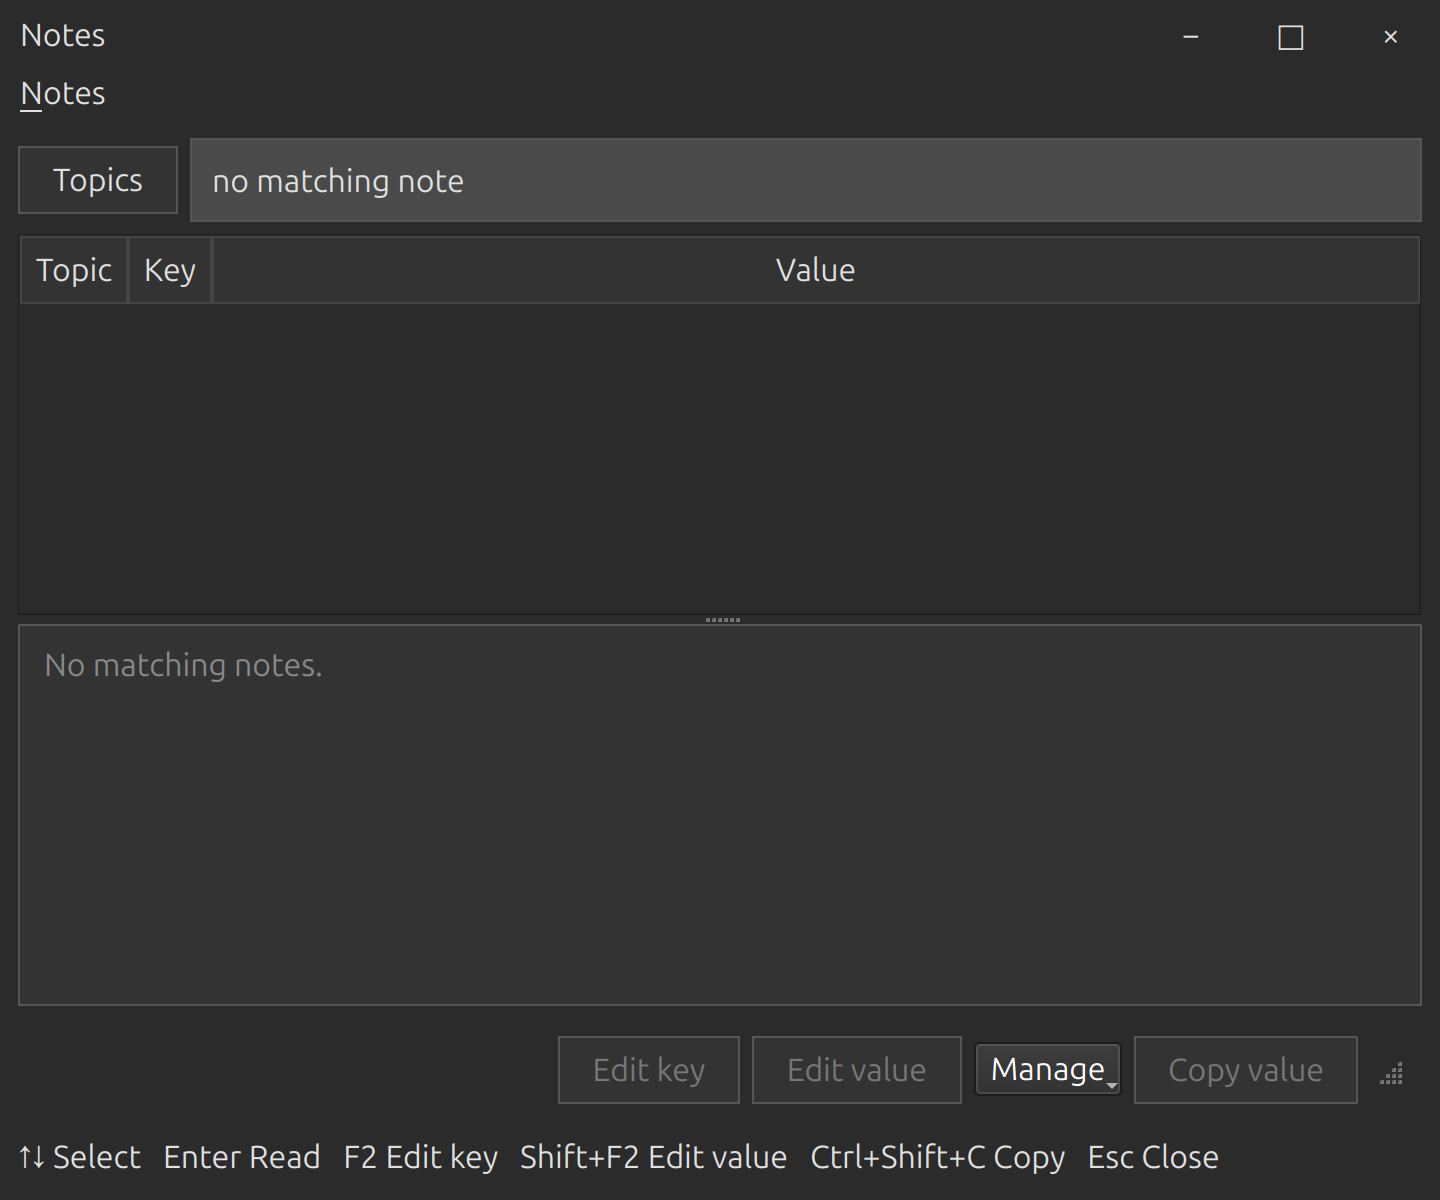 Notes
Notes
Topics no matching note
Topic Key Value
No matching notes.
Edit key Edit value Manage Copy value
↑↓ Select Enter Read F2 Edit key Shift+F2 Edit value Ctrl+Shift+C Copy Esc Close